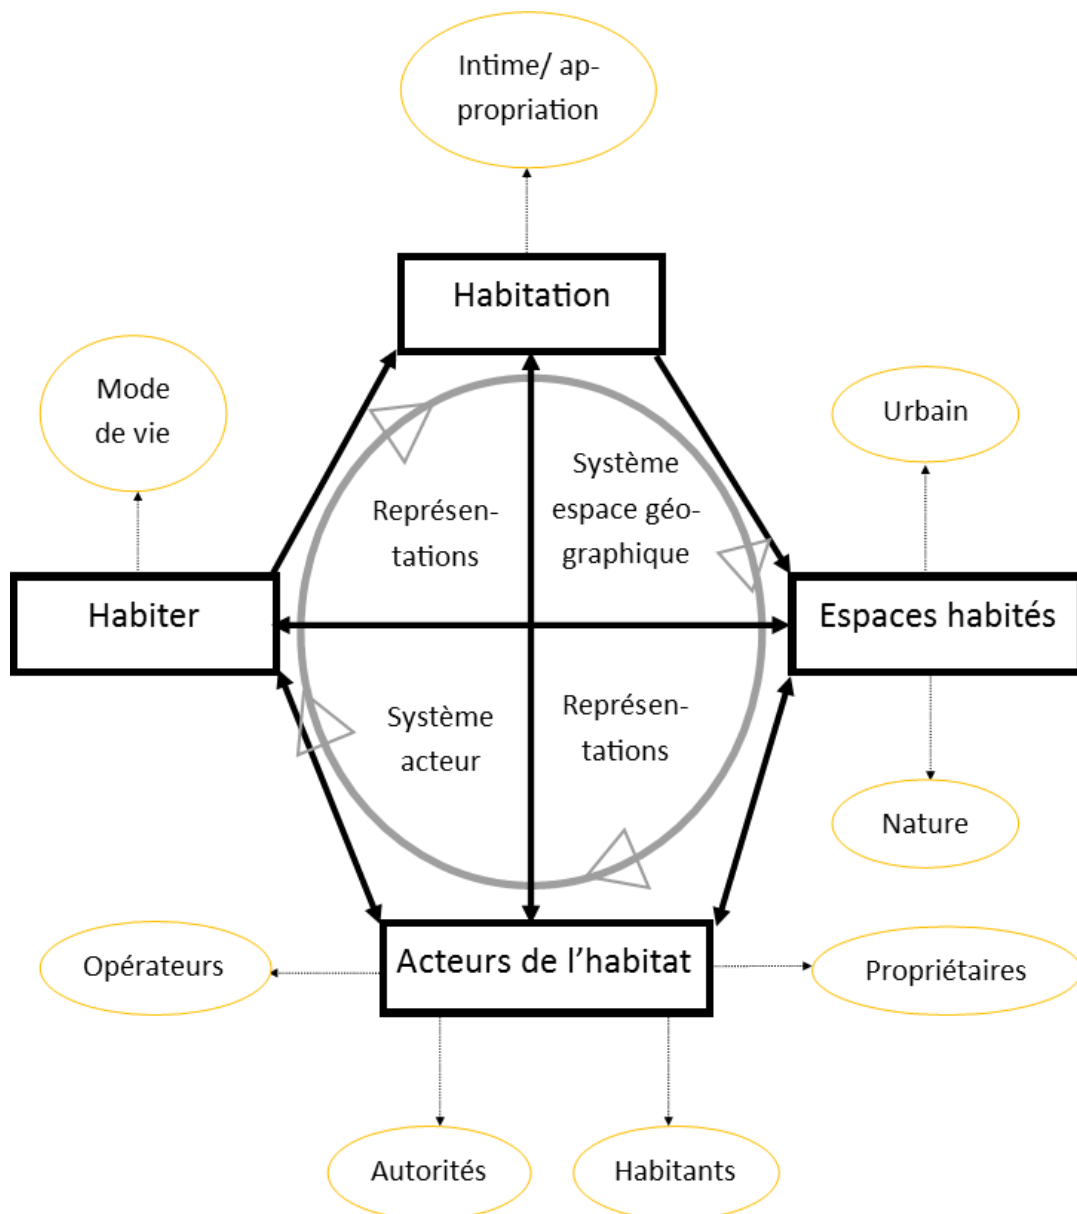 Intime/ ap-
propriation
Habitation
Mode
de vie
Urbain
Système
espace géo-
graphique
Représen-
tations
Habiter
Espaces habités
Système
acteur
Représen-
tations
Nature
Opérateurs
Acteurs de l’habitat
Propriétaires
Autorités
Habitants